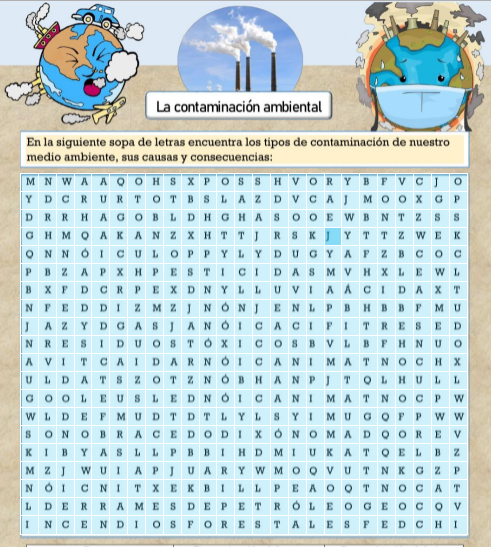 La contaminación ambiental
En la siguiente sopa de letras encuentra los tipos de contaminación de nuestro
medio ambiente, sus causas y consecuencias:
M N W A A Q O H S X P O S S H V O R Y B F V C J O
Y D C R U R T O T B S L A Z D V C A J M O O X G P
D R R H A G O B L D H G H A S O O E W B N T Z S S
G H M Q A K A N Z X H T T J R S K J Y T T Z W E K
Q N N Ó I C U L O P P Y L Y D U G Y A F Z B C O C
P B Z A P X H P E S T I C I D A S M V H X L E W L
B X F D C R P E X D N Y L L U V I A Á C I D A X T
N F E D D I Z M Z J N Ó N J E N L P B H B B F M U
J A Z Y D G A S J A N Ó I C A C I F I T R E S E D
N R E S I D U O S T Ó X I C O S B V L B F H N U O
A V I T C A I D A R N Ó I C A N I M A T N O C H X
U L D A T S Z O T Z N Ó B H A N P J T Q L H U L L
G O O L E U S L E D N Ó I C A N I M A T N O C P W
W L D E F M U D T D T L Y L S Y I M U G Q F P W W
S O N O B R A C E D O D I X Ó N O M A D Q O R E V
K I B Y A S L L P B B I H D M I U K A T Q E L B Z
M Z J W U I A P J U A R Y W M O Q V U T N K G Z P
N Ó I C N I T X E K B I L L P E A O Q T N O C A T
L D E R R A M E S D E P E T R Ó L E O G E O C Q V
I N C E N D I O S F O R E S T A L E S F E D C H I